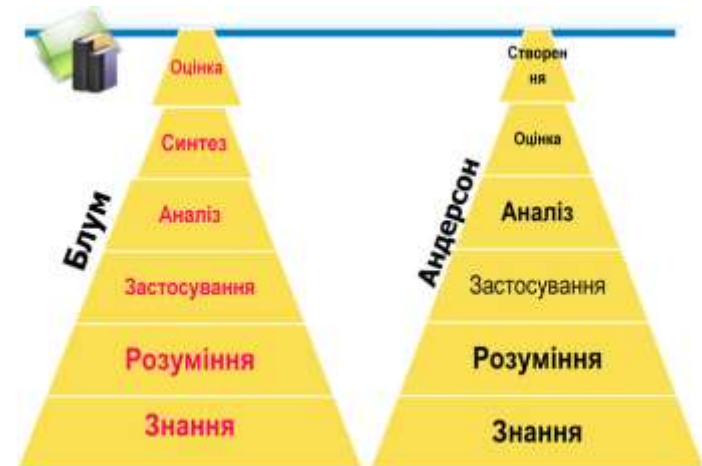 Блум
Оцінка
Синтез
Аналіз
Застосування
Розуміння
Знання
Андерсон
Створен
ня
Оцінка
Аналіз
Застосування
Розуміння
Знання